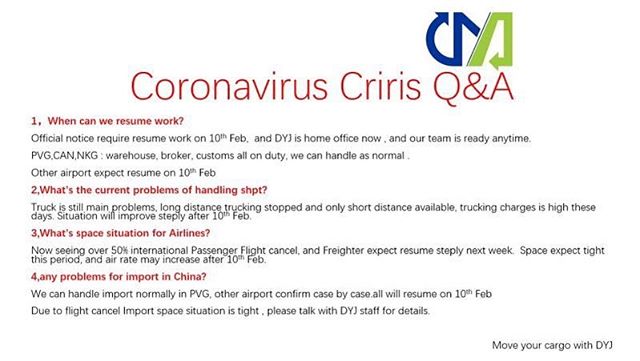 Coronavirus Criris Q&A
1，When can we resume work?
Official notice require resume work on 10th Feb, and DYJ is home office now , and our team is ready anytime.
PVG,CAN,NKG : warehouse, broker, customs all on duty, we can handle as normal .
Other airport expect resume on 10th Feb
2,What's the current problems of handling shpt?
Truck is still main problems, long distance trucking stopped and only short distance available, trucking charges is high these
days. Situation will improve steply after 10th Feb.
3,What's space situation for Airlines?
Now seeing over 50% international Passenger Flight cancel, and Freighter expect resume steply next week. Space expect tight
this period, and air rate may increase after 10th Feb.
4,any problems for import in China?
We can handle import normally in PVG, other airport confirm case by case.all will resume on 10th Feb
Due to flight cancel Import space situation is tight , please talk with DYJ staff for details.
Move your cargo with DYJ